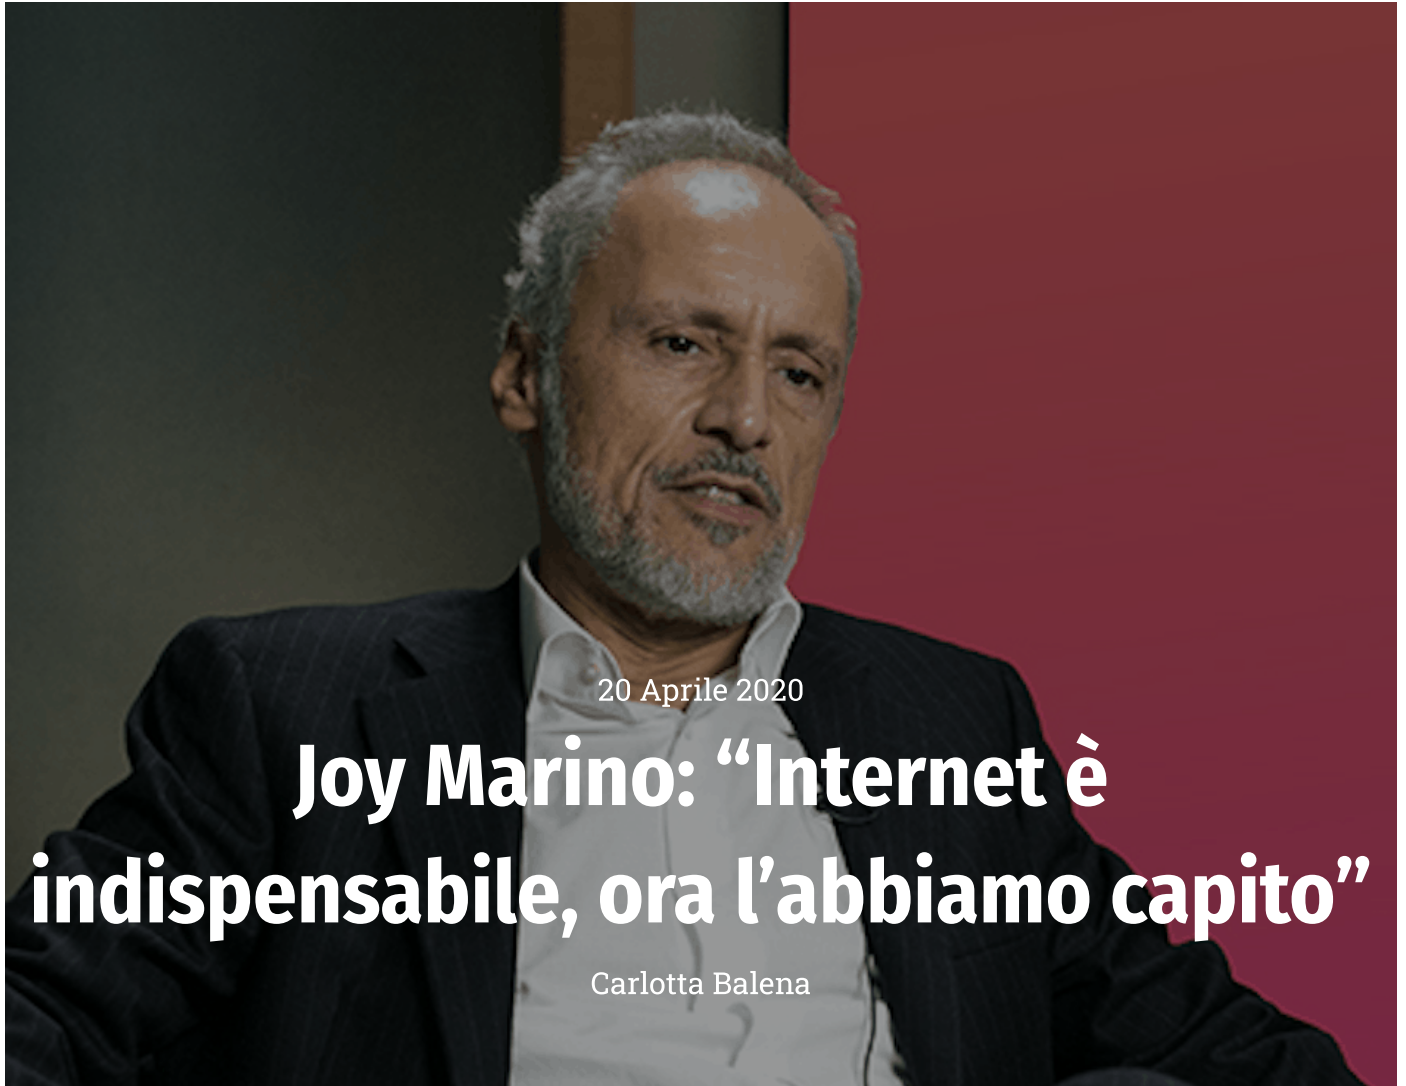 20 Aprile 2020
Joy Marino: “Internet è
indispensabile, ora l’abbiamo capito”
Carlotta Balena